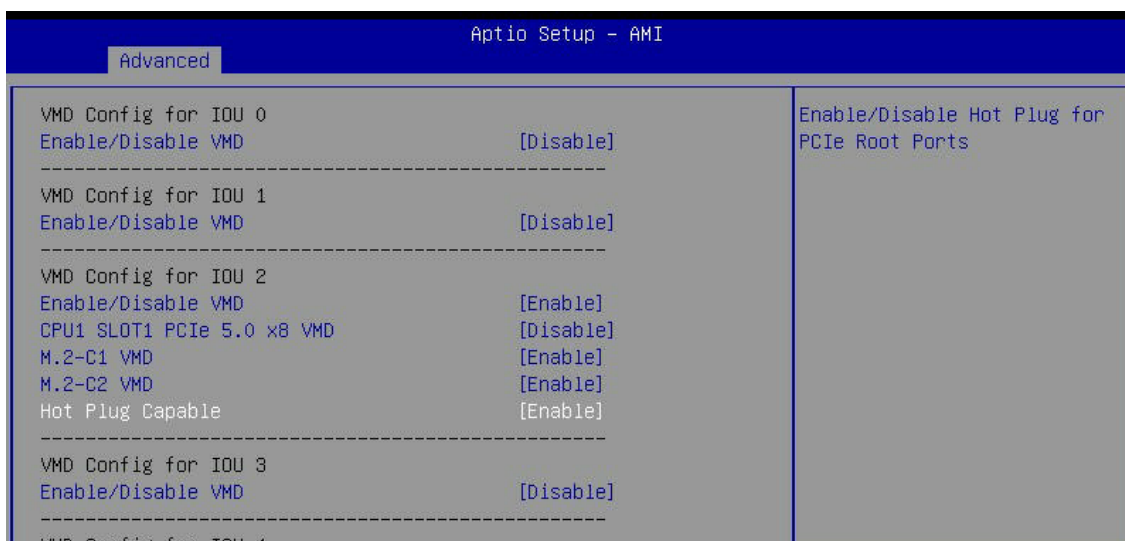 Aptio Setup - AMI
Advanced
VMD Config for IOU 0
Enable/Disable VMD [Disable]
VMD Config for IOU 1
Enable/Disable VMD [Disable]
VMD Config for IOU 2
Enable/Disable VMD [Enable]
CPU1 SLOT1 PCIe 5.0 x8 VMD [Disable]
M.2-C1 VMD [Enable]
M.2-C2 VMD [Enable]
Hot Plug Capable [Enable]
VMD Config for IOU 3
Enable/Disable VMD [Disable]
Enable/Disable Hot Plug for
PCIe Root Ports